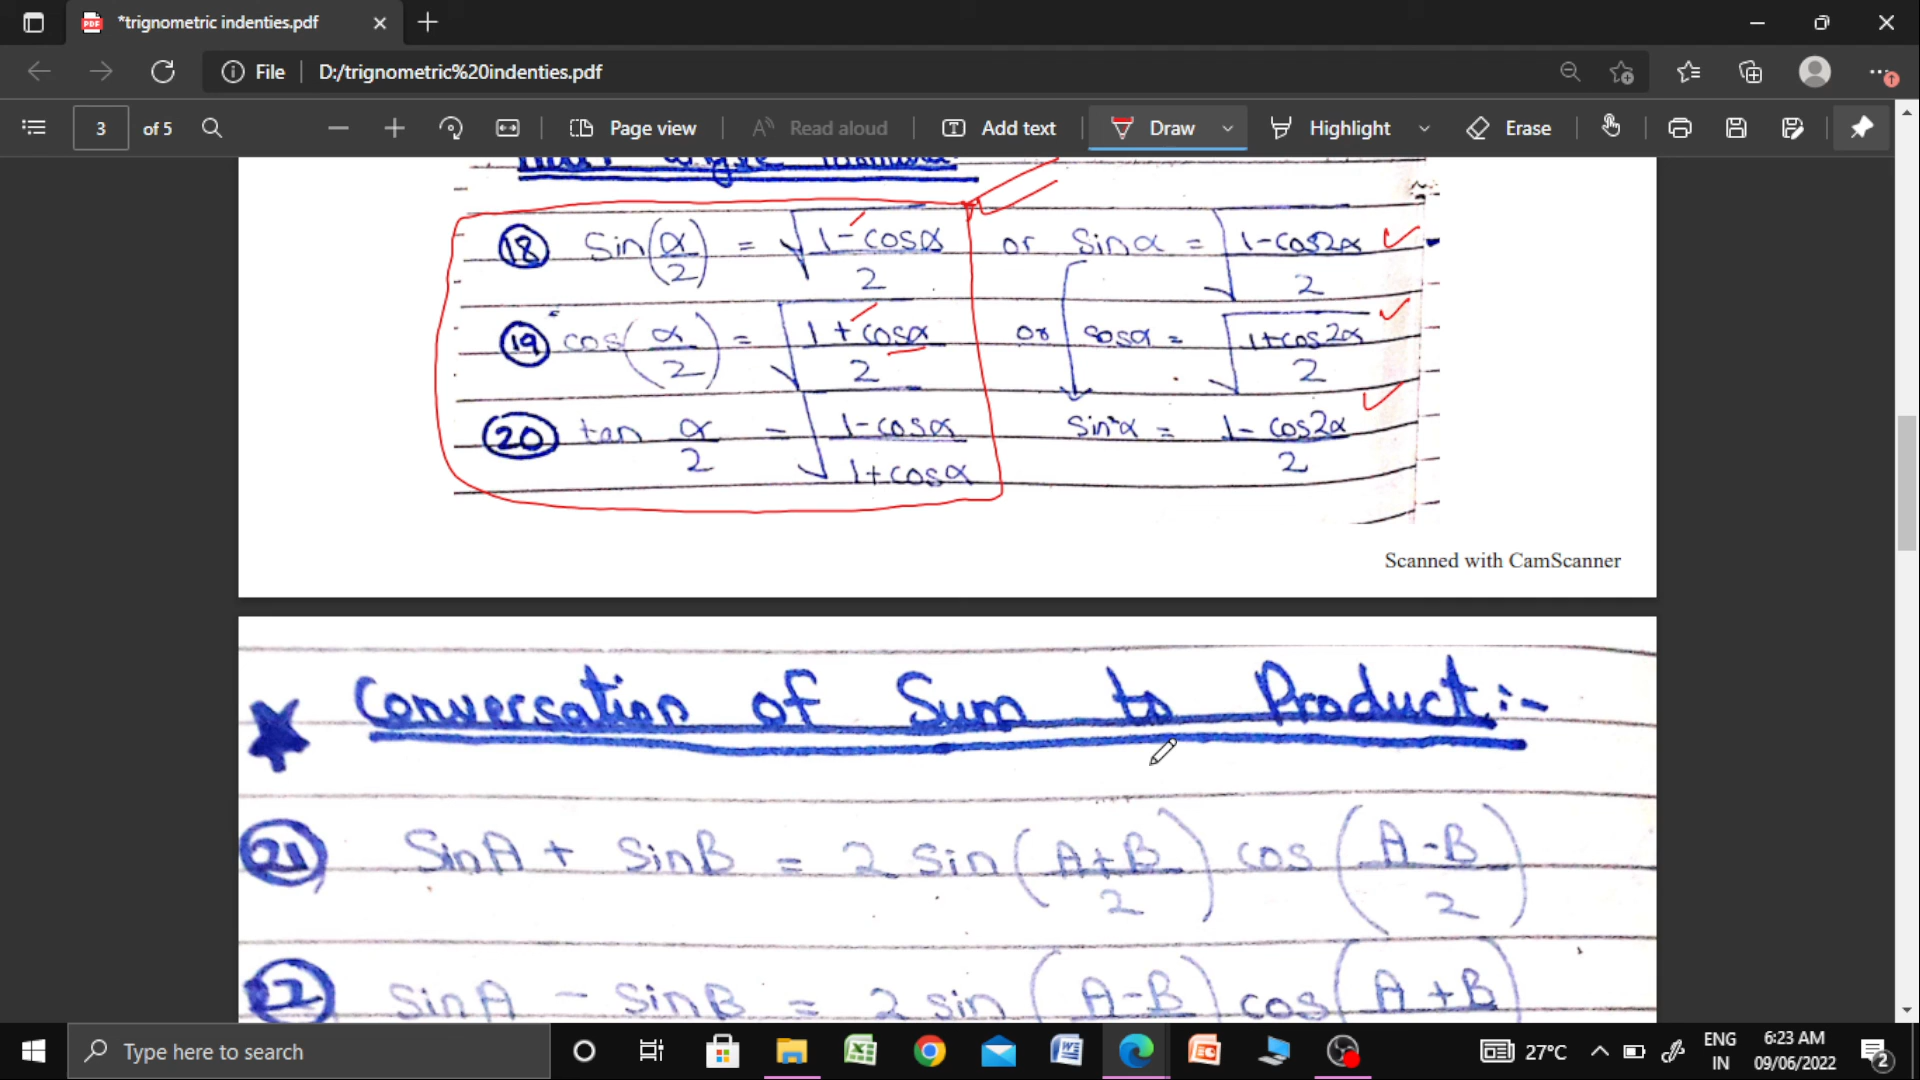 *trignometric indenties.pdf
File D:/trignometric%20indenties.pdf
3 of 5 Page view Read aloud Add text Draw Highlight Erase
Half angle formula
18 Sin(α/2) = √(1-cosα/2) or Sinα = √(1-cos2α/2)
19 cos(α/2) = √(1+cosα/2) or cosα = √(1+cos2α/2)
20 tan α/2 = √(1-cosα/1+cosα) Sin²α = 1-cos2α/2
Scanned with CamScanner
Conversation of Sum to Product:-
21 SinA + SinB = 2 sin(A+B/2) cos(A-B/2)
22 sinA - sinB = 2 sin(A-B cos(A+B
Type here to search 27°C ENG IN 6:23 AM 09/06/2022 2